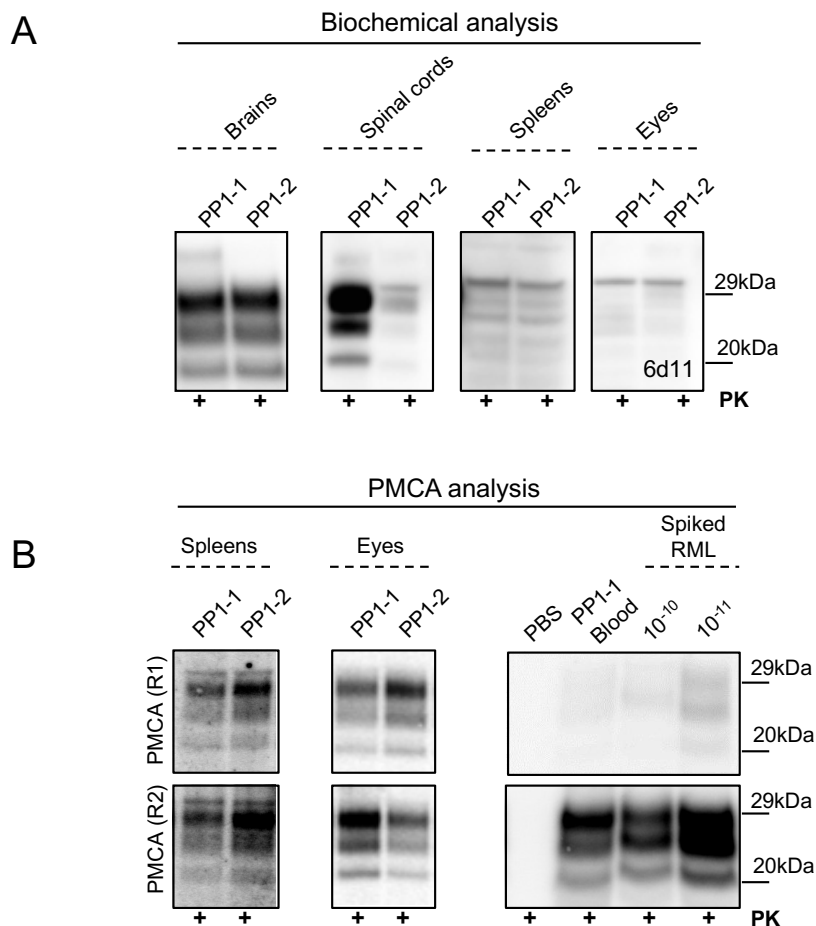 A
Biochemical analysis
Brains
Spinal cords
Spleens
Eyes
PP1-1
PP1-2
PP1-1
PP1-2
PP1-1
PP1-2
PP1-1
PP1-2
29kDa
20kDa
6d11
+ + + + + + + + PK
PMCA analysis
B
Spleens
Eyes
Spiked
RML
PP1-1
PP1-2
PP1-1
PP1-2
PBS
PP1-1
Blood
10⁻¹⁰
10⁻¹¹
PMCA (R1)
29kDa
20kDa
PMCA (R2)
29kDa
20kDa
+ + + + + + + + PK